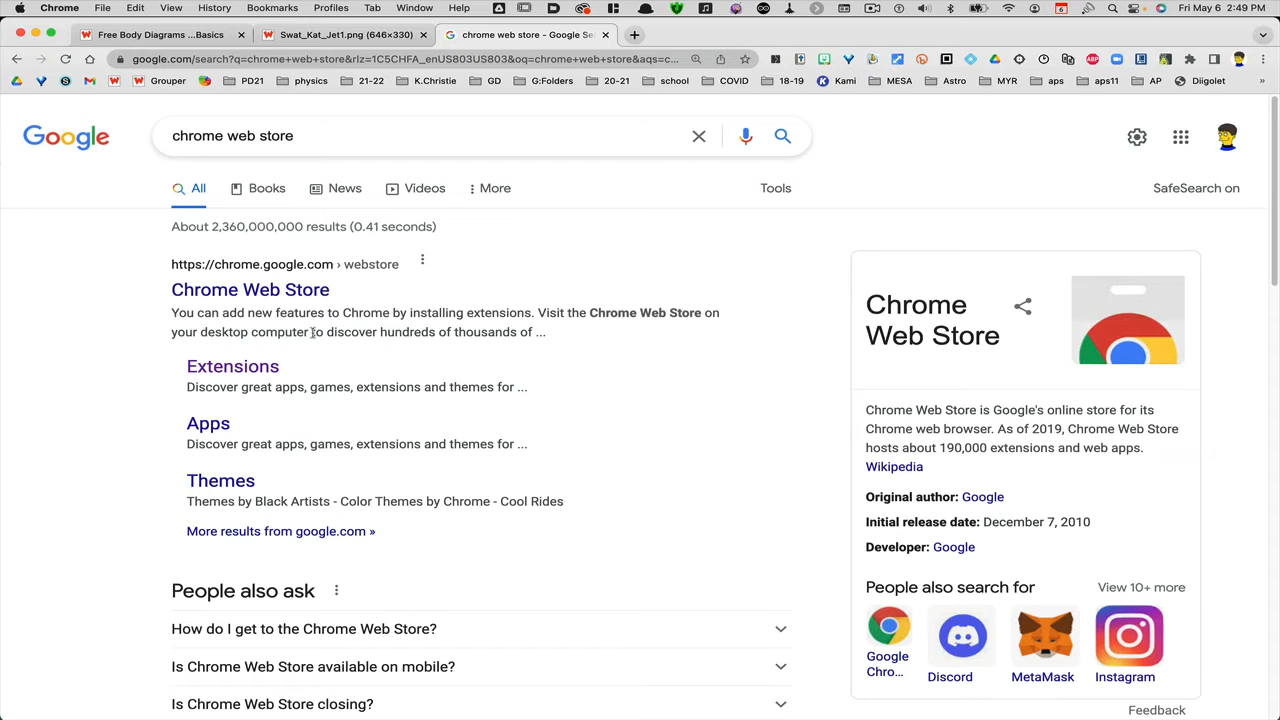 Chrome File Edit View History Bookmarks Profiles Tab Window Help Fri May 6 2:49 PM
Free Body Diagrams ...Basics Swat_Kat_Jet1.png (646×330) chrome web store - Google Se
google.com/search?q=chrome+web+store&rlz=1C5CHFA_enUS803US803&oq=chrome+web+store&aqs=c...
Grouper PD21 physics 21-22 K.Christie GD G:Folders 20-21 school COVID 18-19 Kami MESA Astro MYR aps aps11 AP Diigolet
Google
chrome web store
All Books News Videos More Tools SafeSearch on
About 2,360,000,000 results (0.41 seconds)
https://chrome.google.com › webstore
Chrome Web Store
You can add new features to Chrome by installing extensions. Visit the Chrome Web Store on
your desktop computer to discover hundreds of thousands of ...
Extensions
Discover great apps, games, extensions and themes for ...
Apps
Discover great apps, games, extensions and themes for ...
Themes
Themes by Black Artists - Color Themes by Chrome - Cool Rides
More results from google.com »
People also ask
How do I get to the Chrome Web Store?
Is Chrome Web Store available on mobile?
Is Chrome Web Store closing?
Chrome
Web Store
Chrome Web Store is Google's online store for its
Chrome web browser. As of 2019, Chrome Web Store
hosts about 190,000 extensions and web apps.
Wikipedia
Original author: Google
Initial release date: December 7, 2010
Developer: Google
People also search for View 10+ more
Google
Chro...
Discord
MetaMask
Instagram
Feedback